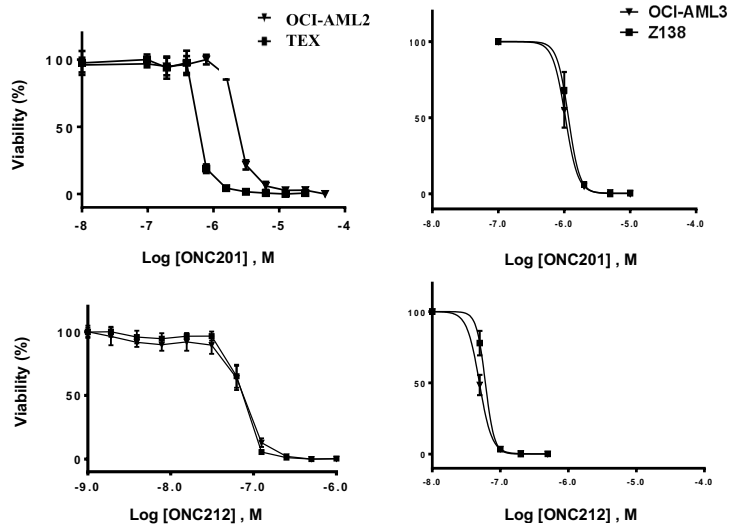 OCI-AML2
TEX
Viability (%)
100
50
0
-8 -7 -6 -5 -4
Log [ONC201] , M
OCI-AML3
Z138
100
50
0
-8.0 -7.0 -6.0 -5.0 -4.0
Log [ONC201] , M
Viability (%)
100
50
0
-9.0 -8.0 -7.0 -6.0
Log [ONC212] , M
100
50
0
-8.0 -7.0 -6.0 -5.0 -4.0
Log [ONC212] , M